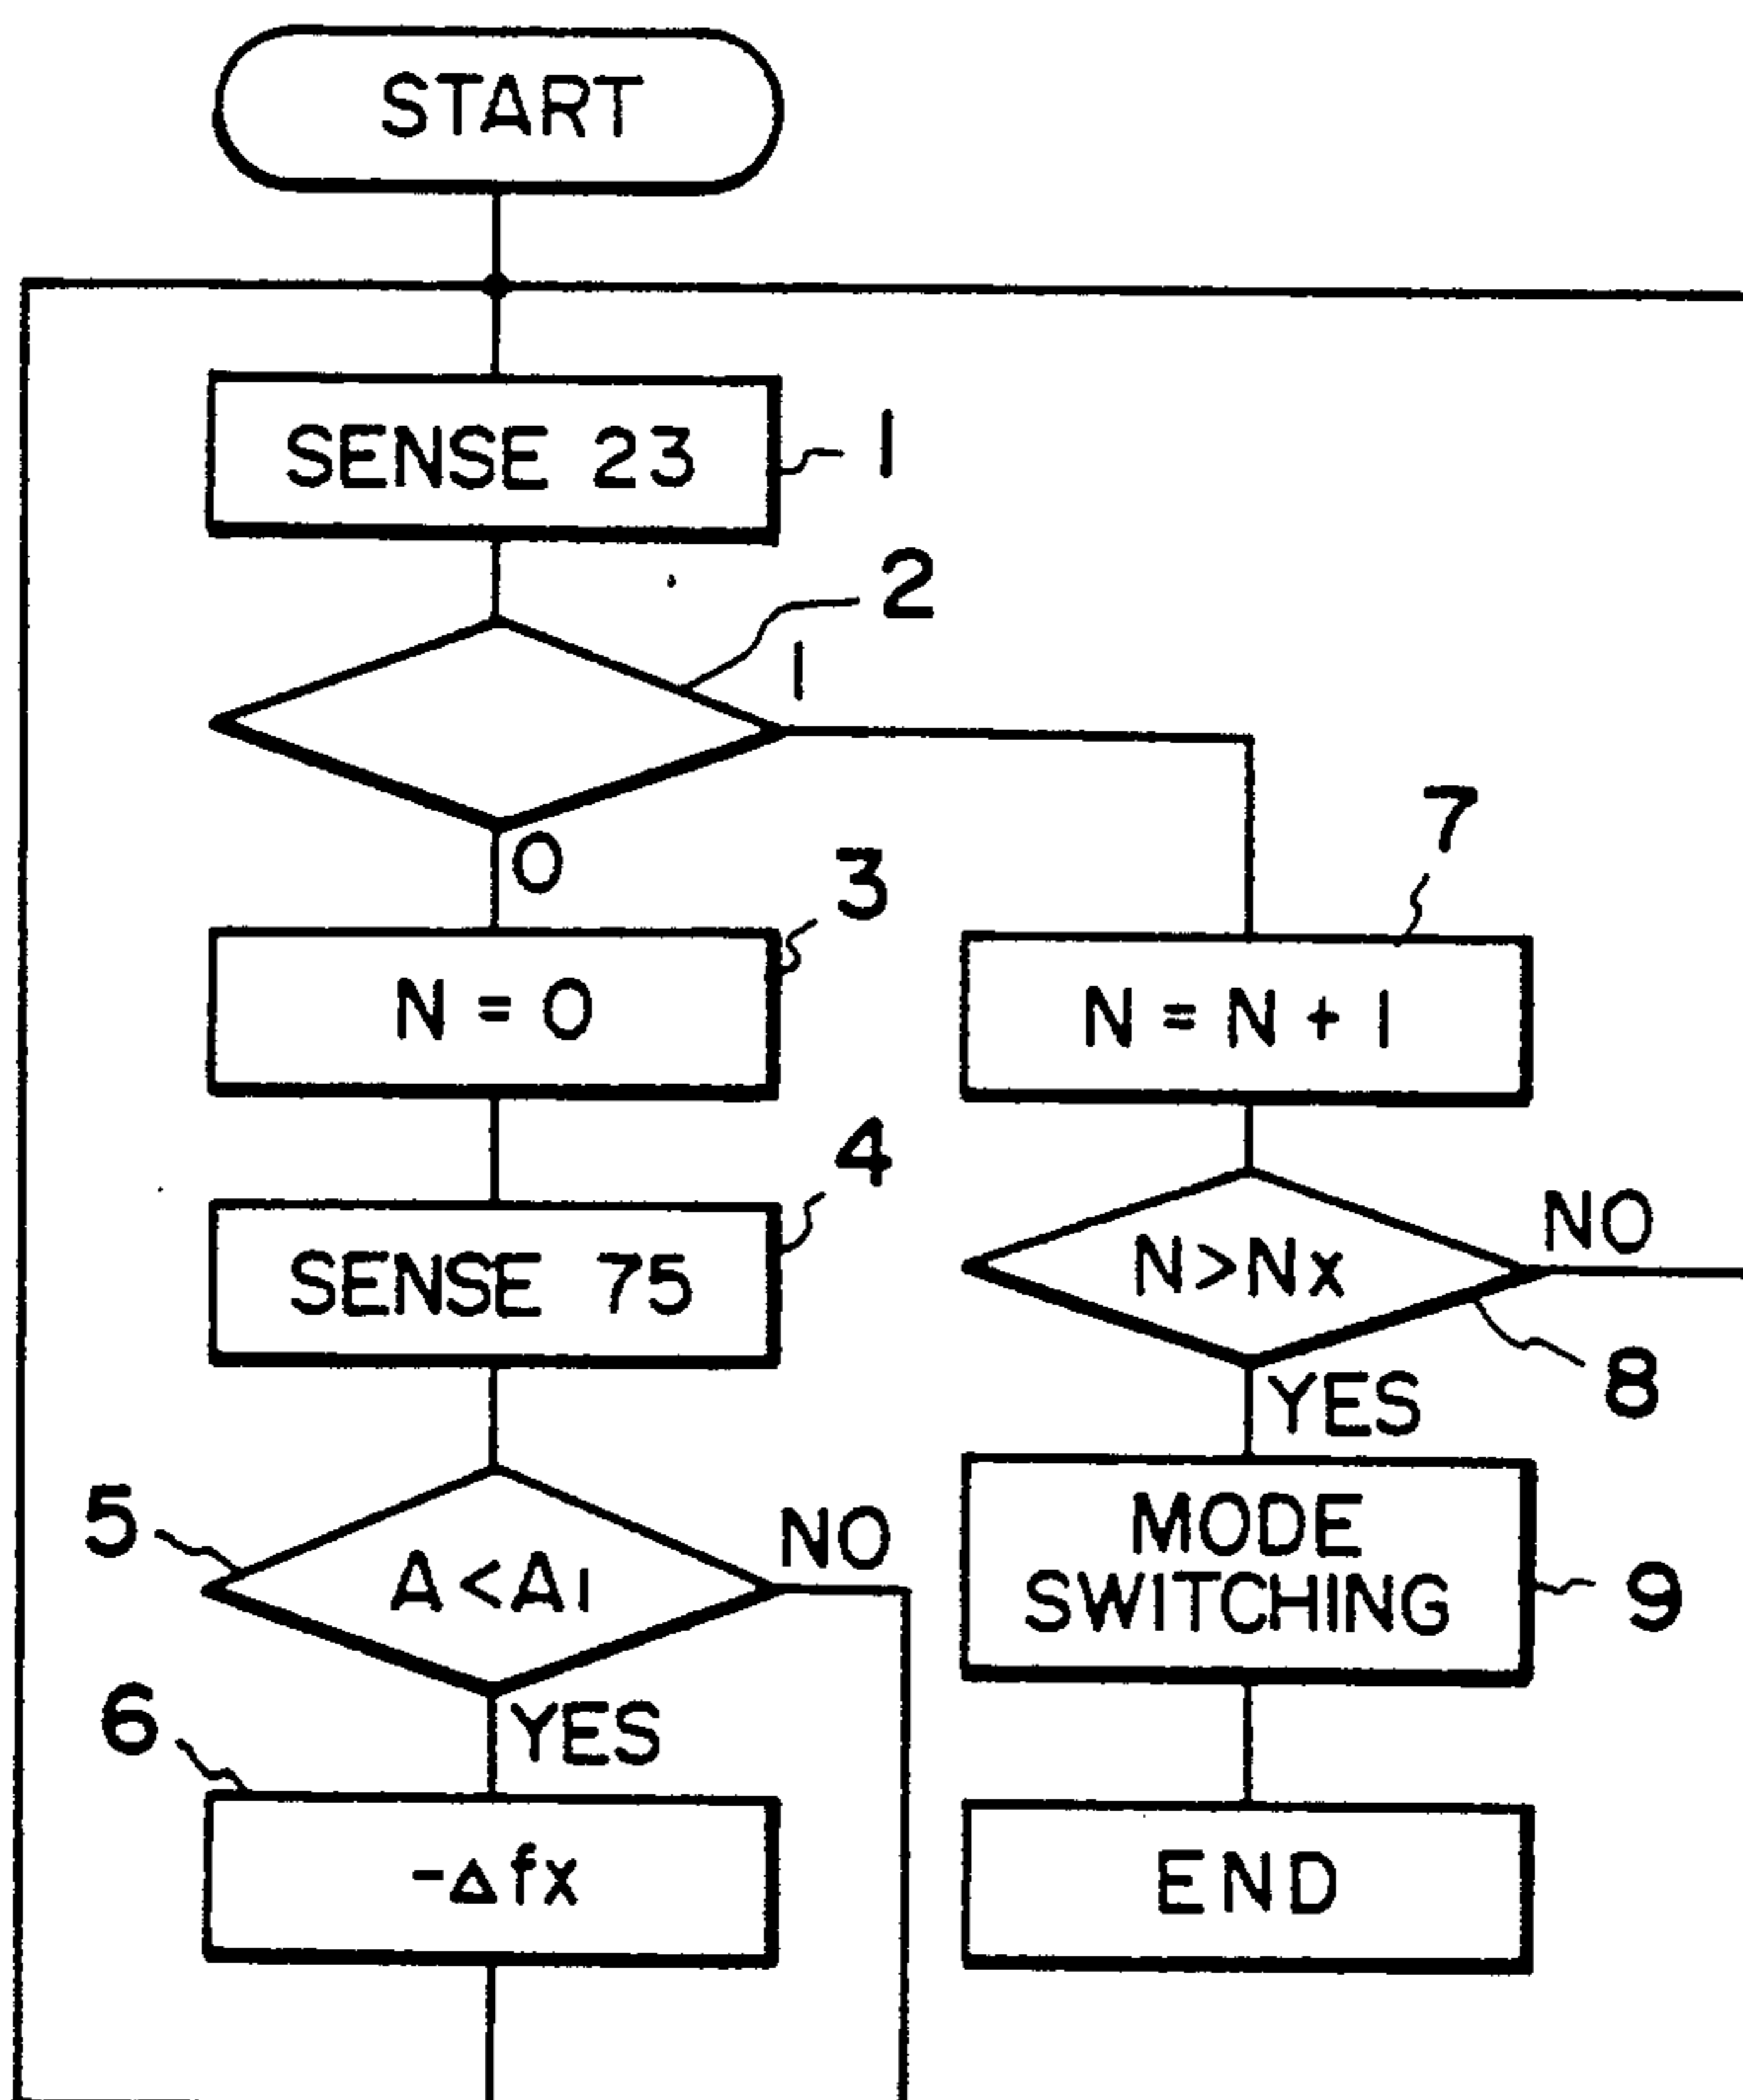 START
SENSE 23
1
2
1
0
3
N = 0
7
N = N + 1
4
SENSE 75
N>Nx
NO
8
YES
5
A<A1
NO
MODE
SWITCHING
9
6
YES
-Δfx
END